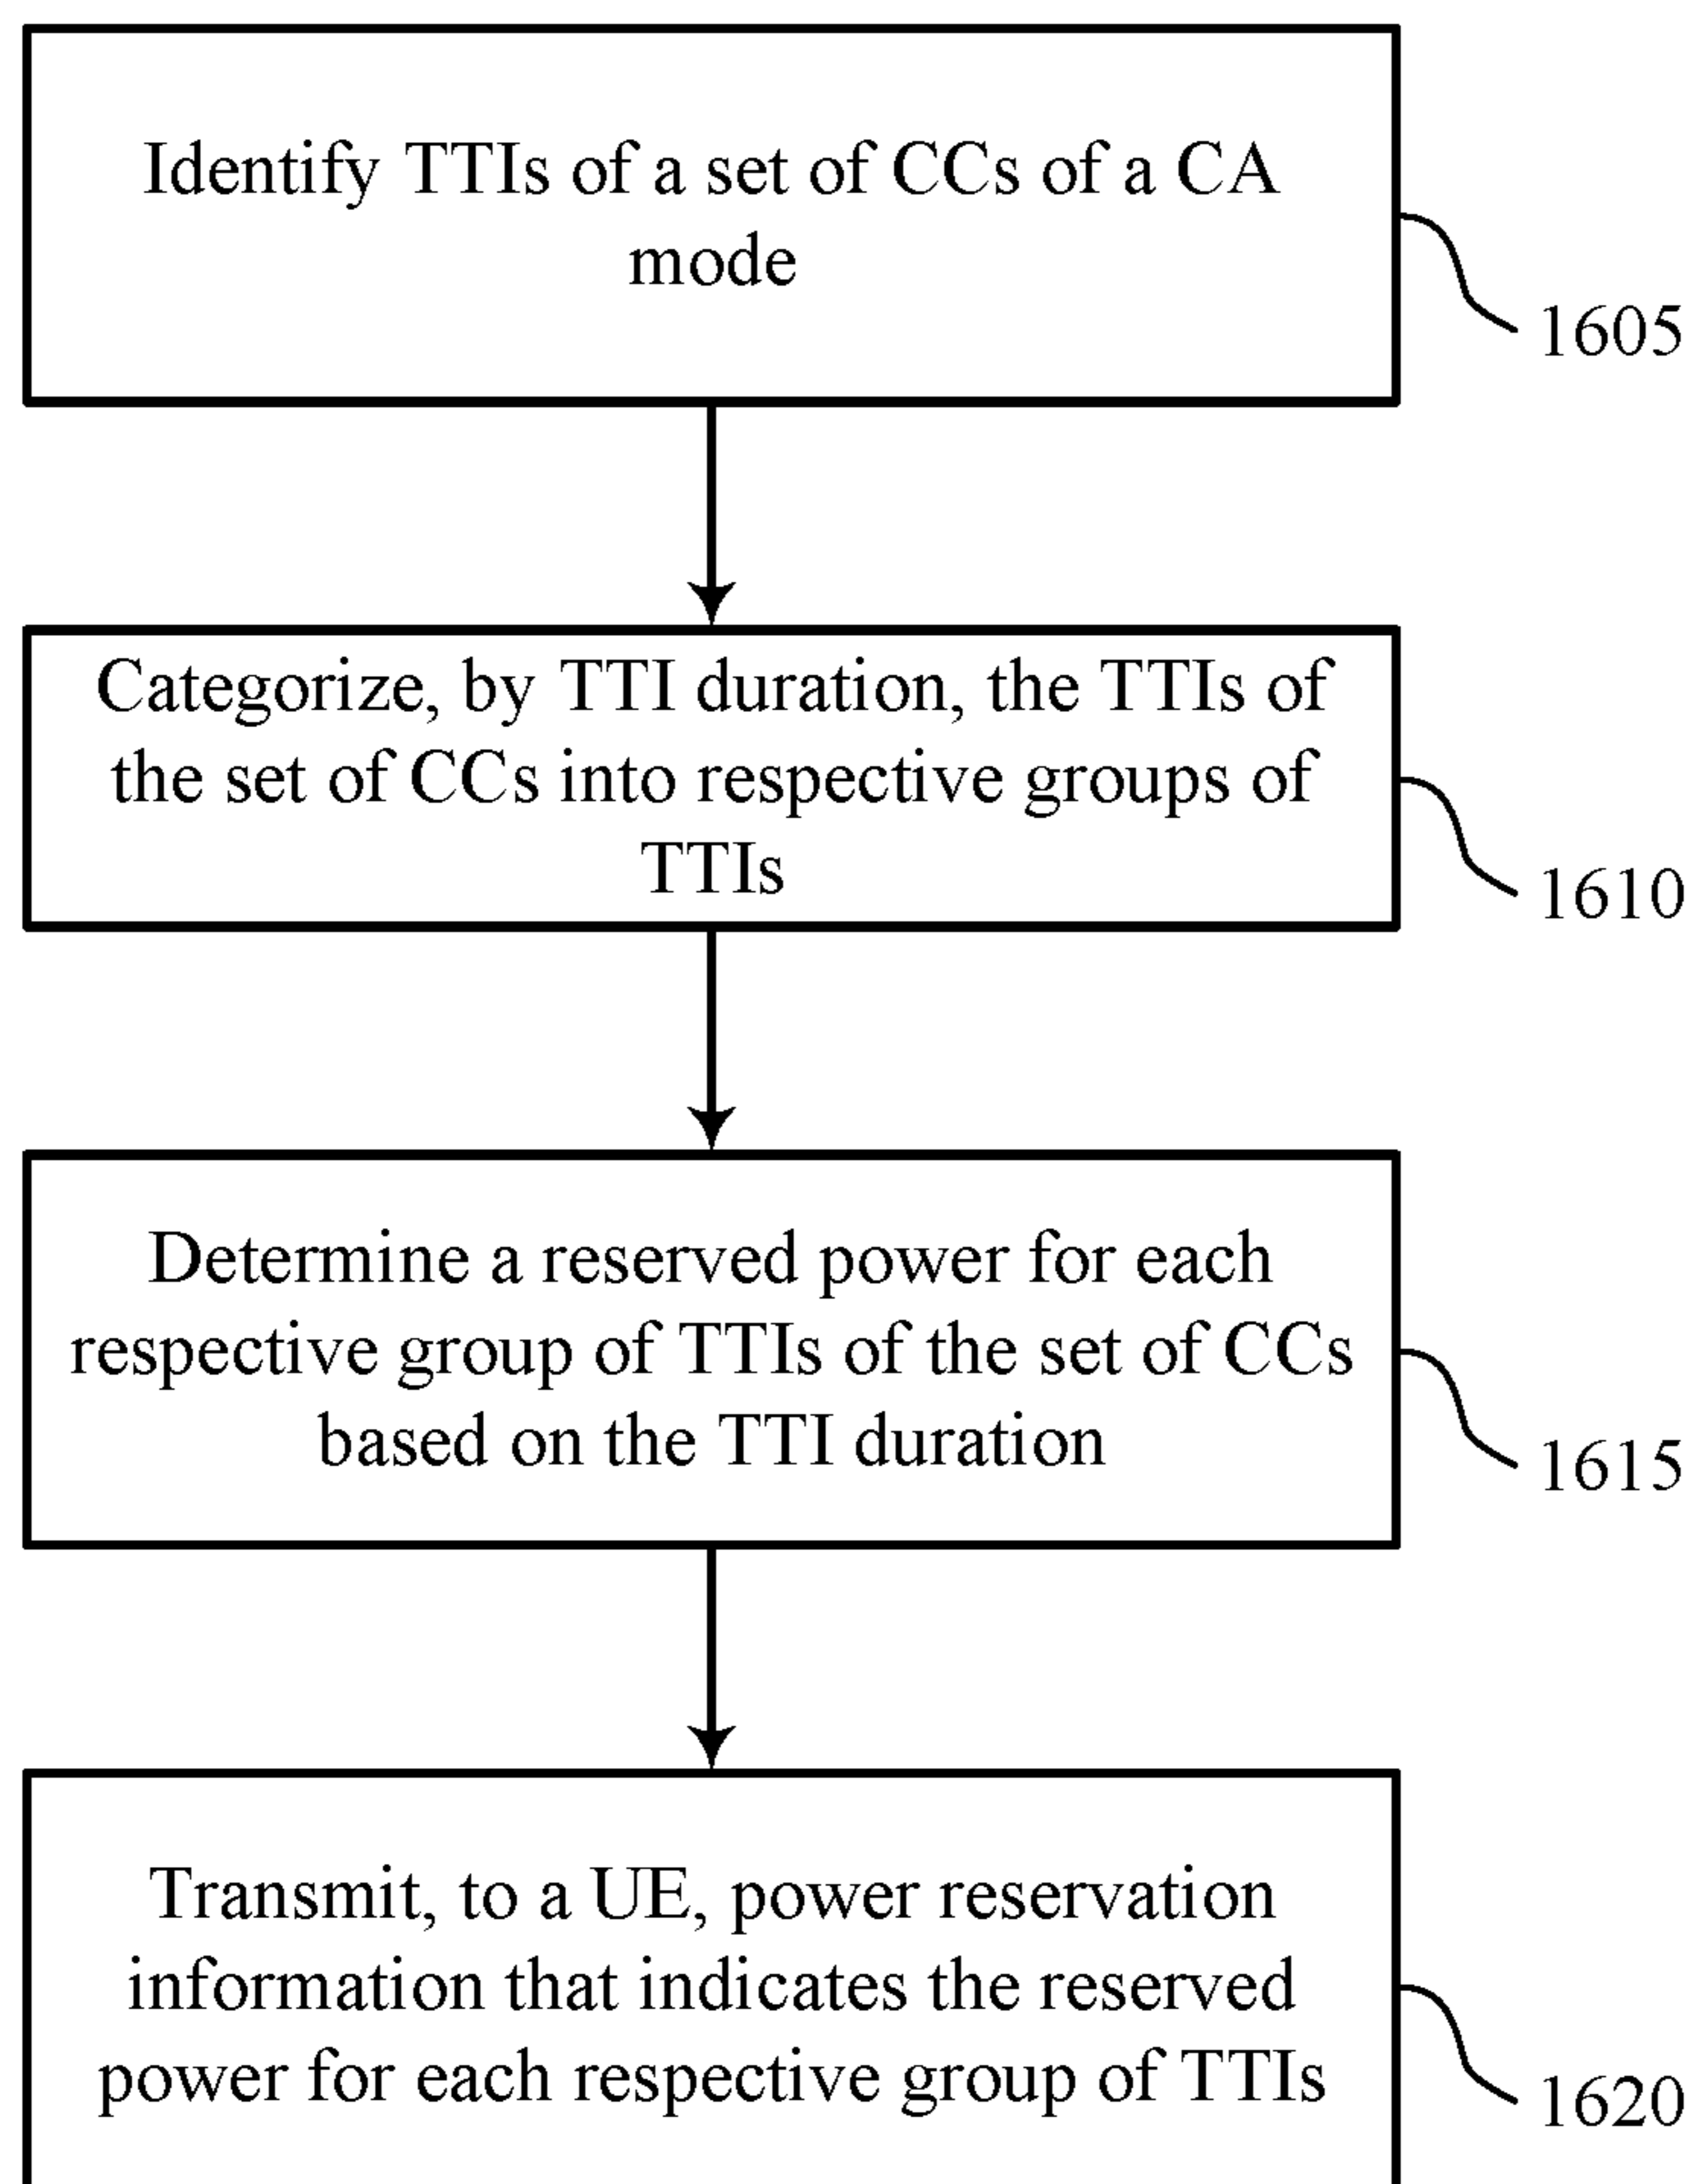 Identify TTIs of a set of CCs of a CA
mode
1605
Categorize, by TTI duration, the TTIs of
the set of CCs into respective groups of
TTIs
1610
Determine a reserved power for each
respective group of TTIs of the set of CCs
based on the TTI duration
1615
Transmit, to a UE, power reservation
information that indicates the reserved
power for each respective group of TTIs
1620